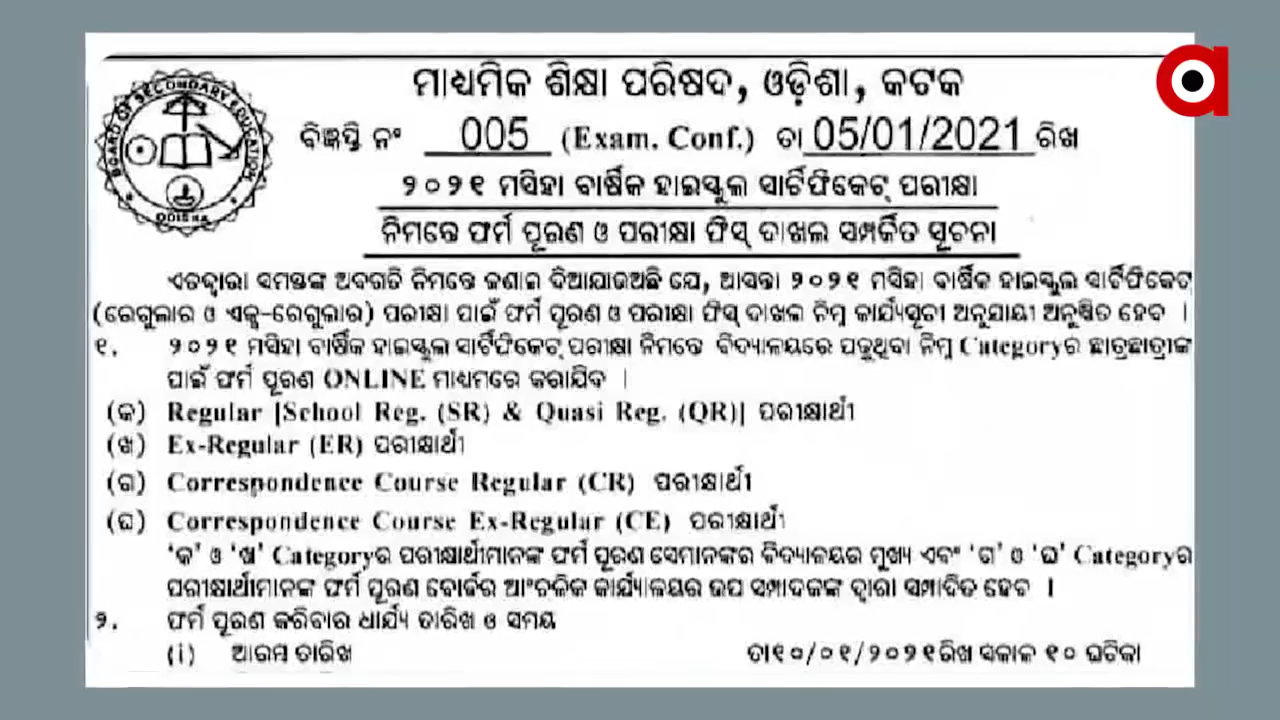 BOARD OF SECONDARY EDUCATION
ODISHA
ମାଧ୍ୟମିକ ଶିକ୍ଷା ପରିଷଦ, ଓଡ଼ିଶା, କଟକ
ବିଜ୍ଞପ୍ତି ନଂ 005 (Exam. Conf.) ତା 05/01/2021 ରିଖ
୨୦୨୧ ମସିହା ବାର୍ଷିକ ହାଇସ୍କୁଲ ସାର୍ଟିଫିକେଟ୍ ପରୀକ୍ଷା
ନିମନ୍ତେ ଫର୍ମ ପୂରଣ ଓ ପରୀକ୍ଷା ଫିସ୍ ଦାଖଲ ସମ୍ପର୍କିତ ସୂଚନା
ଏତଦ୍ୱାରା ସମସ୍ତଙ୍କ ଅବଗତି ନିମନ୍ତେ ଜଣାଇ ଦିଆଯାଉଅଛି ଯେ, ଆସନ୍ତା ୨୦୨୧ ମସିହା ବାର୍ଷିକ ହାଇସ୍କୁଲ ସାର୍ଟିଫିକେଟ୍
(ରେଗୁଲାର ଓ ଏକ୍ସ-ରେଗୁଲାର) ପରୀକ୍ଷା ପାଇଁ ଫର୍ମ ପୂରଣ ଓ ପରୀକ୍ଷା ଫିସ୍ ଦାଖଲ ନିମ୍ନ କାର୍ଯ୍ୟସୂଚୀ ଅନୁଯାୟୀ ଅନୁଷ୍ଠିତ ହେବ ।
୧. ୨୦୨୧ ମସିହା ବାର୍ଷିକ ହାଇସ୍କୁଲ ସାର୍ଟିଫିକେଟ୍ ପରୀକ୍ଷା ନିମନ୍ତେ ବିଦ୍ୟାଳୟରେ ପଢୁଥିବା ନିମ୍ନ Categoryର ଛାତ୍ରଛାତ୍ରୀଙ୍କ
ପାଇଁ ଫର୍ମ ପୂରଣ ONLINE ମାଧ୍ୟମରେ କରାଯିବ ।
(କ) Regular [School Reg. (SR) & Quasi Reg. (QR)] ପରୀକ୍ଷାର୍ଥୀ
(ଖ) Ex-Regular (ER) ପରୀକ୍ଷାର୍ଥୀ
(ଗ) Correspondence Course Regular (CR) ପରୀକ୍ଷାର୍ଥୀ
(ଘ) Correspondence Course Ex-Regular (CE) ପରୀକ୍ଷାର୍ଥୀ
‘କ’ ଓ ‘ଖ’ Categoryର ପରୀକ୍ଷାର୍ଥୀମାନଙ୍କ ଫର୍ମ ପୂରଣ ସେମାନଙ୍କର ବିଦ୍ୟାଳୟର ମୁଖ୍ୟ ଏବଂ ‘ଗ’ ଓ ‘ଘ’ Categoryର
ପରୀକ୍ଷାର୍ଥୀମାନଙ୍କ ଫର୍ମ ପୂରଣ ବୋର୍ଡର ଆଂଚଳିକ କାର୍ଯ୍ୟାଳୟର ଉପ ସମ୍ପାଦକଙ୍କ ଦ୍ୱାରା ସମ୍ପାଦିତ ହେବ ।
୨. ଫର୍ମ ପୂରଣ କରିବାର ଧାର୍ଯ୍ୟ ତାରିଖ ଓ ସମୟ
(i) ଆରମ୍ଭ ତାରିଖ ତା୧୦/୦୧/୨୦୨୧ରିଖ ସକାଳ ୧୦ ଘଟିକା